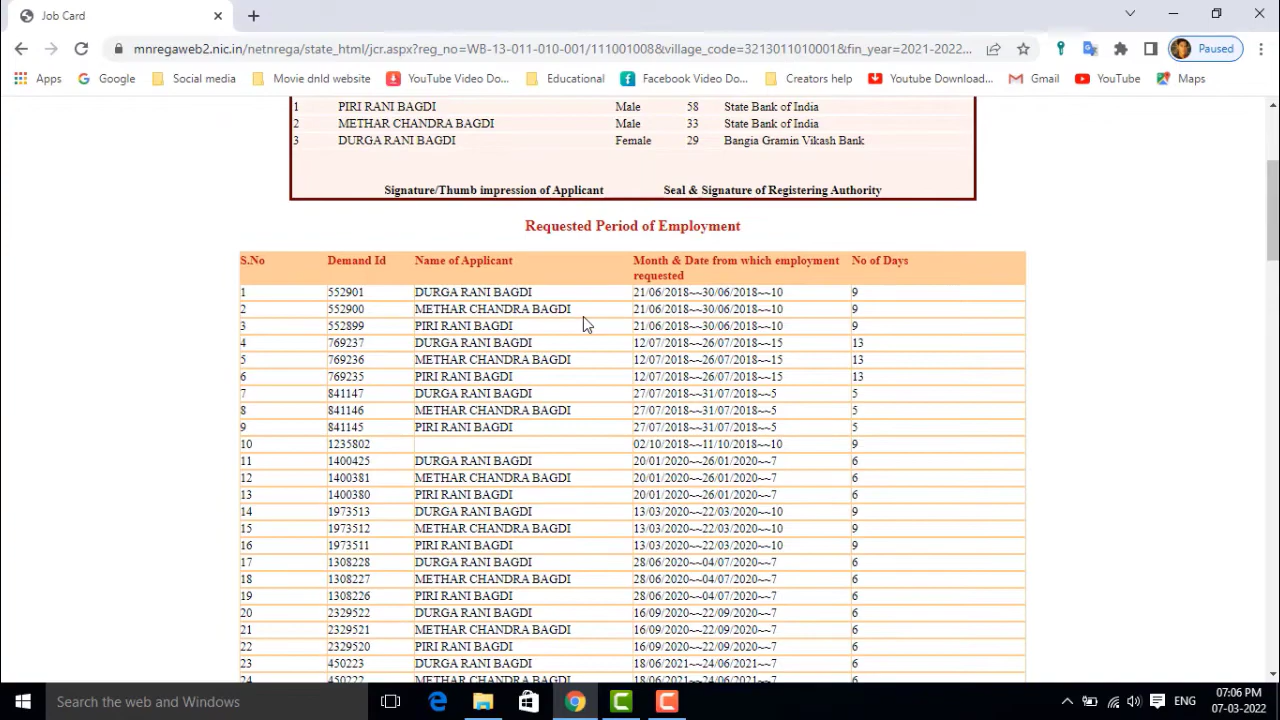 Job Card
mnregaweb2.nic.in/netnrega/state_html/jcr.aspx?reg_no=WB-13-011-010-001/111001008&village_code=3213011010001&fin_year=2021-2022...
Paused
Apps Google Social media Movie dnld website YouTube Video Do... Educational Facebook Video Do... Creators help Youtube Download... Gmail YouTube Maps
1 PIRI RANI BAGDI Male 58 State Bank of India
2 METHAR CHANDRA BAGDI Male 33 State Bank of India
3 DURGA RANI BAGDI Female 29 Bangia Gramin Vikash Bank
Signature/Thumb impression of Applicant Seal & Signature of Registering Authority
Requested Period of Employment
S.No Demand Id Name of Applicant Month & Date from which employment requested No of Days
1 552901 DURGA RANI BAGDI 21/06/2018~~30/06/2018~~10 9
2 552900 METHAR CHANDRA BAGDI 21/06/2018~~30/06/2018~~10 9
3 552899 PIRI RANI BAGDI 21/06/2018~~30/06/2018~~10 9
4 769237 DURGA RANI BAGDI 12/07/2018~~26/07/2018~~15 13
5 769236 METHAR CHANDRA BAGDI 12/07/2018~~26/07/2018~~15 13
6 769235 PIRI RANI BAGDI 12/07/2018~~26/07/2018~~15 13
7 841147 DURGA RANI BAGDI 27/07/2018~~31/07/2018~~5 5
8 841146 METHAR CHANDRA BAGDI 27/07/2018~~31/07/2018~~5 5
9 841145 PIRI RANI BAGDI 27/07/2018~~31/07/2018~~5 5
10 1235802 02/10/2018~~11/10/2018~~10 9
11 1400425 DURGA RANI BAGDI 20/01/2020~~26/01/2020~~7 6
12 1400381 METHAR CHANDRA BAGDI 20/01/2020~~26/01/2020~~7 6
13 1400380 PIRI RANI BAGDI 20/01/2020~~26/01/2020~~7 6
14 1973513 DURGA RANI BAGDI 13/03/2020~~22/03/2020~~10 9
15 1973512 METHAR CHANDRA BAGDI 13/03/2020~~22/03/2020~~10 9
16 1973511 PIRI RANI BAGDI 13/03/2020~~22/03/2020~~10 9
17 1308228 DURGA RANI BAGDI 28/06/2020~~04/07/2020~~7 6
18 1308227 METHAR CHANDRA BAGDI 28/06/2020~~04/07/2020~~7 6
19 1308226 PIRI RANI BAGDI 28/06/2020~~04/07/2020~~7 6
20 2329522 DURGA RANI BAGDI 16/09/2020~~22/09/2020~~7 6
21 2329521 METHAR CHANDRA BAGDI 16/09/2020~~22/09/2020~~7 6
22 2329520 PIRI RANI BAGDI 16/09/2020~~22/09/2020~~7 6
23 450223 DURGA RANI BAGDI 18/06/2021~~24/06/2021~~7 6
24 450222 METHAR CHANDRA BAGDI 18/06/2021~~24/06/2021~~7 6
Search the web and Windows
ENG
07:06 PM
07-03-2022